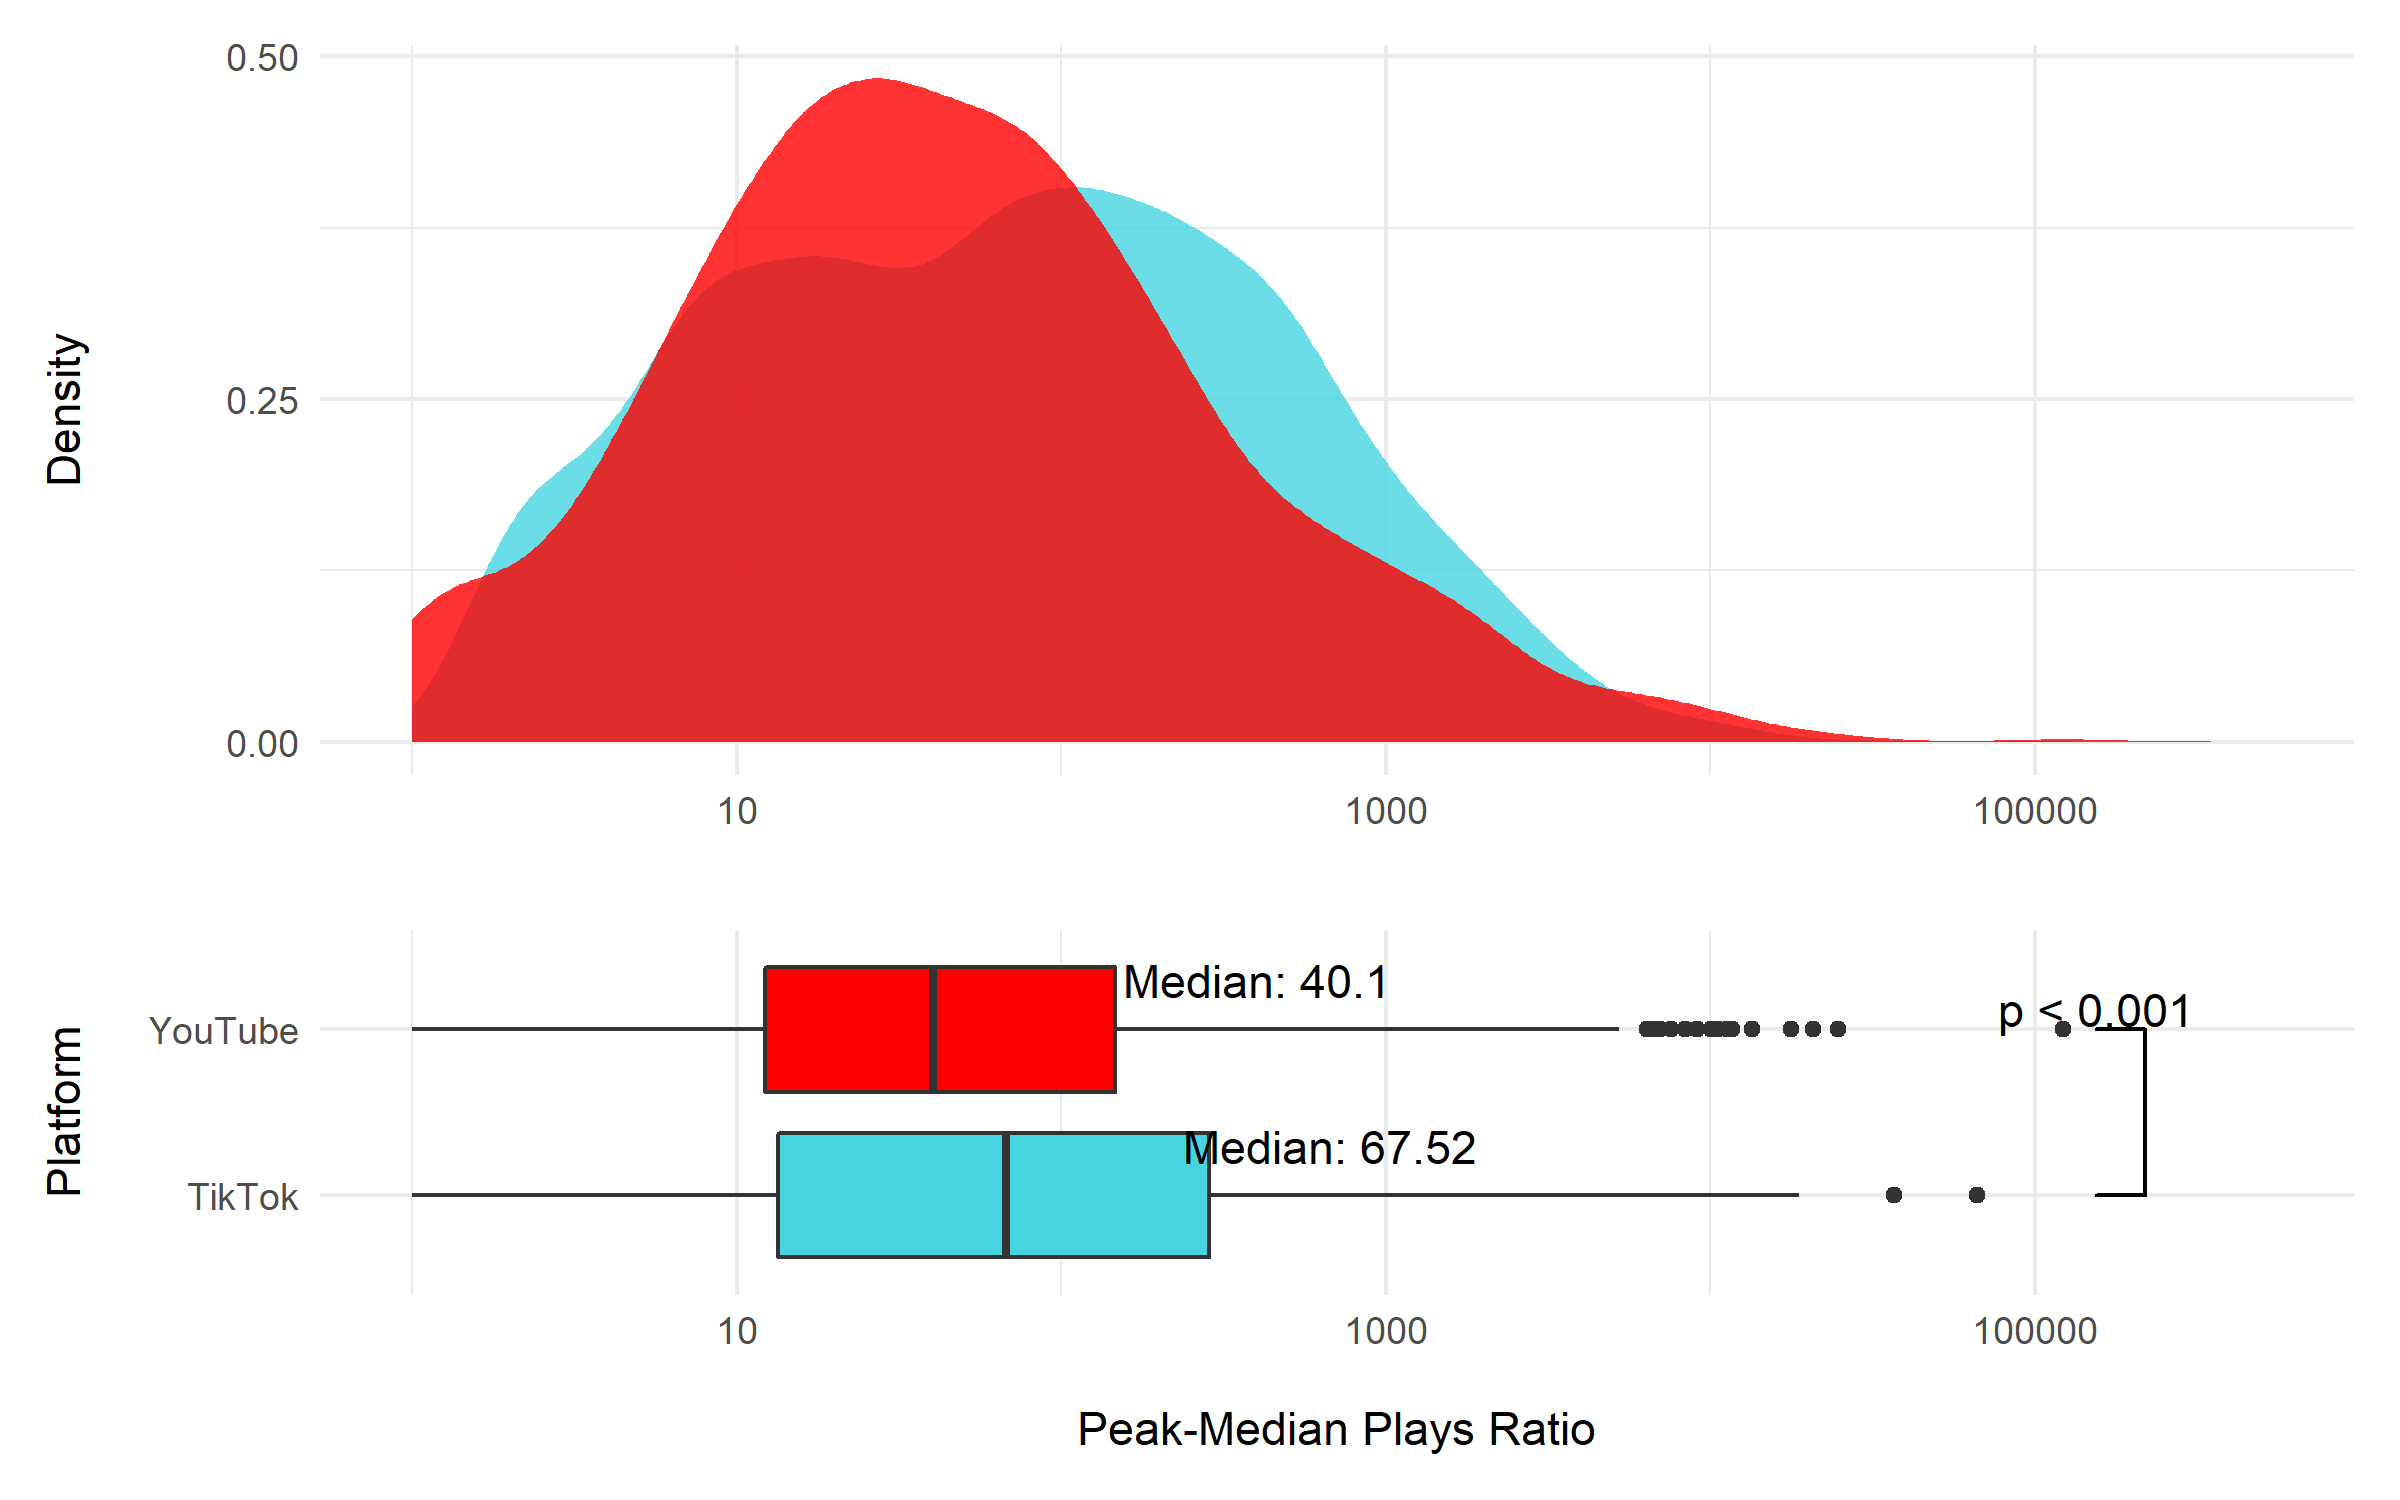 0.50
0.25
0.00
Density
10 1000 100000
Median: 40.1
p < 0.001
YouTube
Median: 67.52
TikTok
Platform
10 1000 100000
Peak-Median Plays Ratio